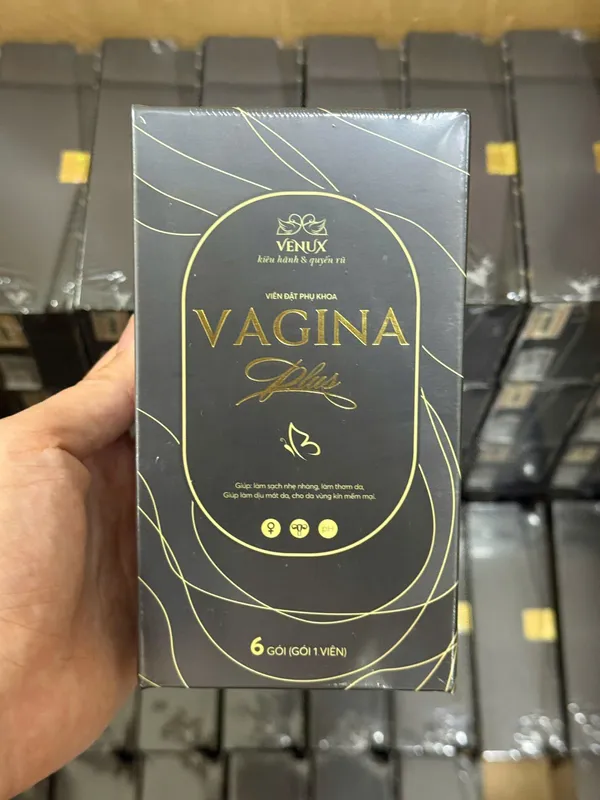 VENUX
kiêu hãnh & quyến rũ
VIÊN ĐẶT PHỤ KHOA
VAGINA
Plus
Giúp: làm sạch nhẹ nhàng, làm thơm da,
Giúp làm dịu mát da, cho da vùng kín mềm mại.
pH
6 GÓI (GÓI 1 VIÊN)